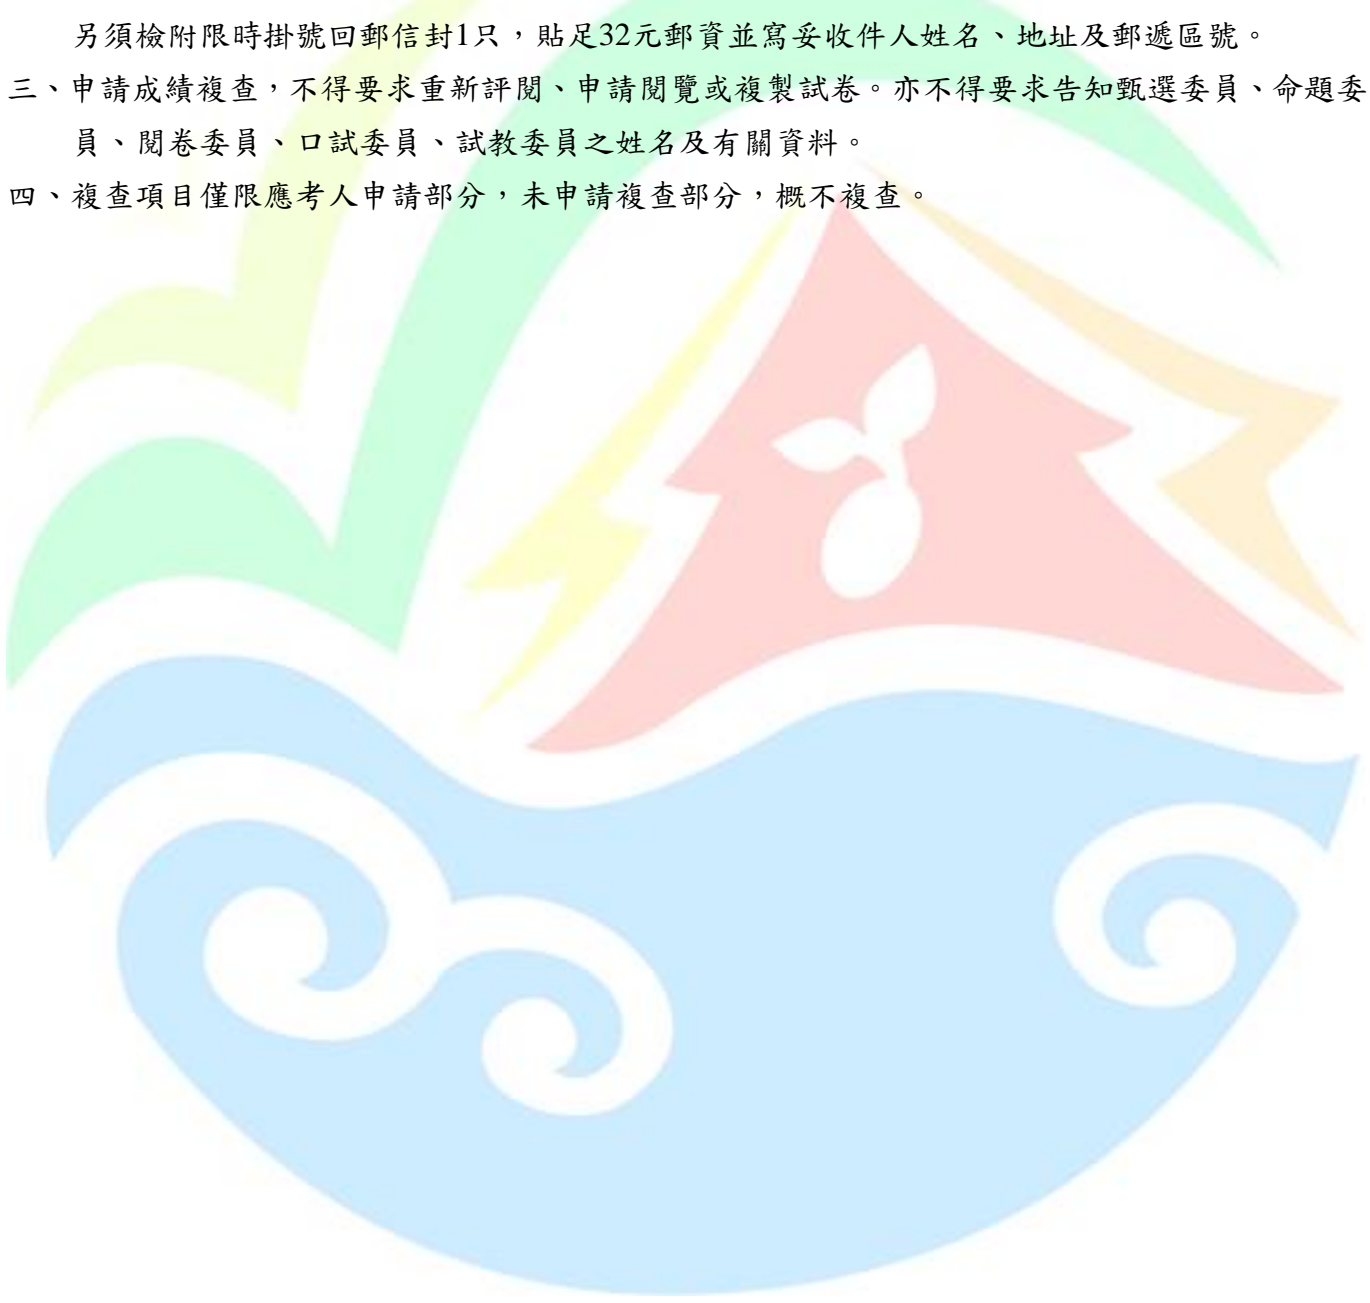 另須檢附限時掛號回郵信封1只，貼足32元郵資並寫妥收件人姓名、地址及郵遞區號。
三、申請成績複查，不得要求重新評閱、申請閱覽或複製試卷。亦不得要求告知甄選委員、命題委
員、閱卷委員、口試委員、試教委員之姓名及有關資料。
四、複查項目僅限應考人申請部分，未申請複查部分，概不複查。